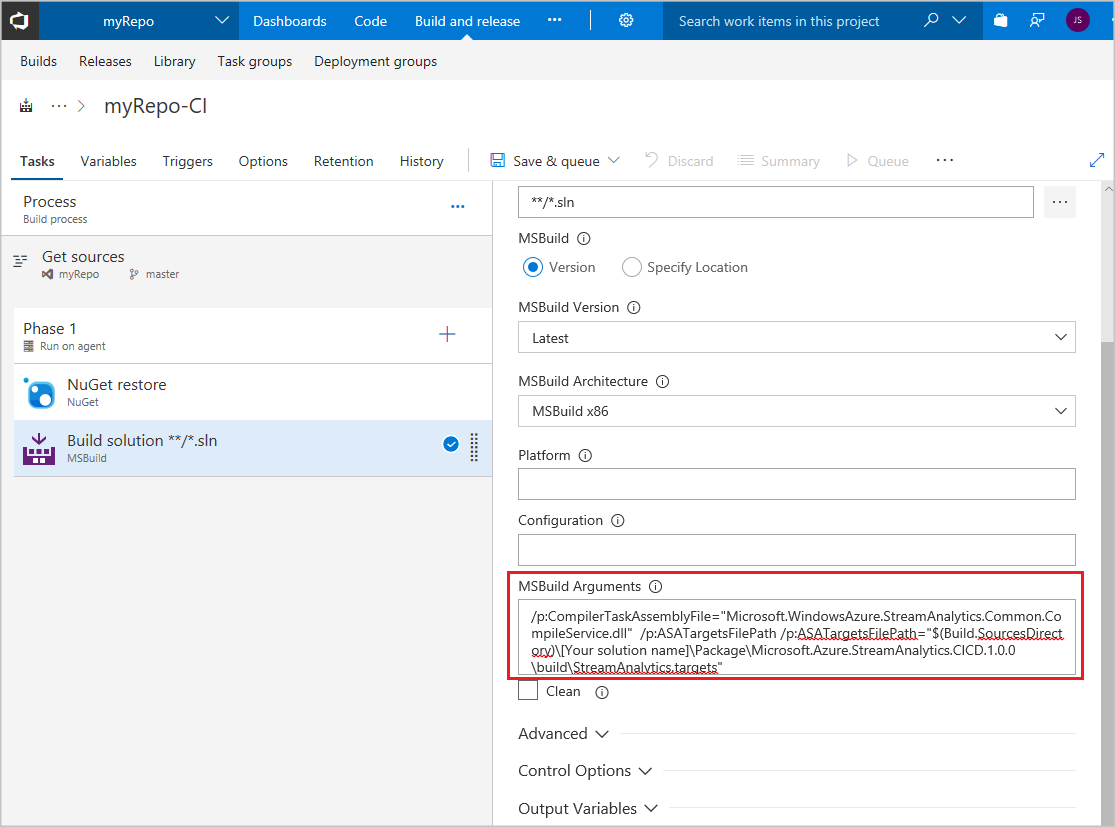 myRepo
Dashboards
Code
Build and release
Search work items in this project
JS
Builds
Releases
Library
Task groups
Deployment groups
myRepo-CI
Tasks
Variables
Triggers
Options
Retention
History
Save & queue
Discard
Summary
Queue
Process
Build process
Get sources
myRepo
master
Phase 1
Run on agent
NuGet restore
NuGet
Build solution **/*.sln
MSBuild
**/*.sln
MSBuild
Version
Specify Location
MSBuild Version
Latest
MSBuild Architecture
MSBuild x86
Platform
Configuration
MSBuild Arguments
/p:CompilerTaskAssemblyFile="Microsoft.WindowsAzure.StreamAnalytics.Common.Co
mpileService.dll"  /p:ASATargetsFilePath /p:ASATargetsFilePath="$(Build.SourcesDirect
ory)\[Your solution name]\Package\Microsoft.Azure.StreamAnalytics.CICD.1.0.0
\build\StreamAnalytics.targets"
Clean
Advanced
Control Options
Output Variables